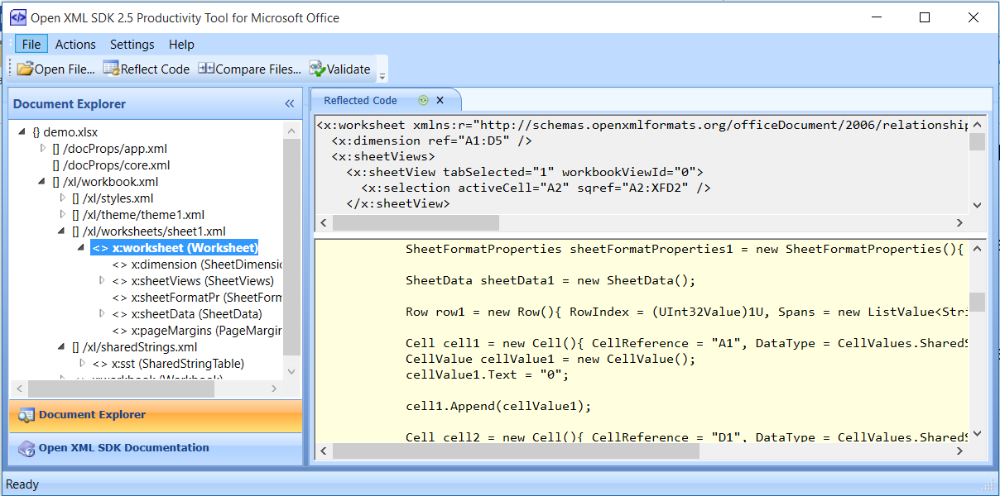 Open XML SDK 2.5 Productivity Tool for Microsoft Office
File Actions Settings Help
Open File... Reflect Code Compare Files... Validate
Document Explorer
{} demo.xlsx
[] /docProps/app.xml
[] /docProps/core.xml
[] /xl/workbook.xml
[] /xl/styles.xml
[] /xl/theme/theme1.xml
[] /xl/worksheets/sheet1.xml
<> x:worksheet (Worksheet)
<> x:dimension (SheetDimensio
<> x:sheetViews (SheetViews)
<> x:sheetFormatPr (SheetForm
<> x:sheetData (SheetData)
<> x:pageMargins (PageMargin
[] /xl/sharedStrings.xml
<> x:sst (SharedStringTable)
<> x:workbook (Workbook)
Document Explorer
Open XML SDK Documentation
Reflected Code
<x:worksheet xmlns:r="http://schemas.openxmlformats.org/officeDocument/2006/relationship
<x:dimension ref="A1:D5" />
<x:sheetViews>
<x:sheetView tabSelected="1" workbookViewId="0">
<x:selection activeCell="A2" sqref="A2:XFD2" />
</x:sheetView>
SheetFormatProperties sheetFormatProperties1 = new SheetFormatProperties(){
SheetData sheetData1 = new SheetData();
Row row1 = new Row(){ RowIndex = (UInt32Value)1U, Spans = new ListValue<Stri
Cell cell1 = new Cell(){ CellReference = "A1", DataType = CellValues.SharedS
CellValue cellValue1 = new CellValue();
cellValue1.Text = "0";
cell1.Append(cellValue1);
Cell cell2 = new Cell(){ CellReference = "D1", DataType = CellValues.SharedS
Ready